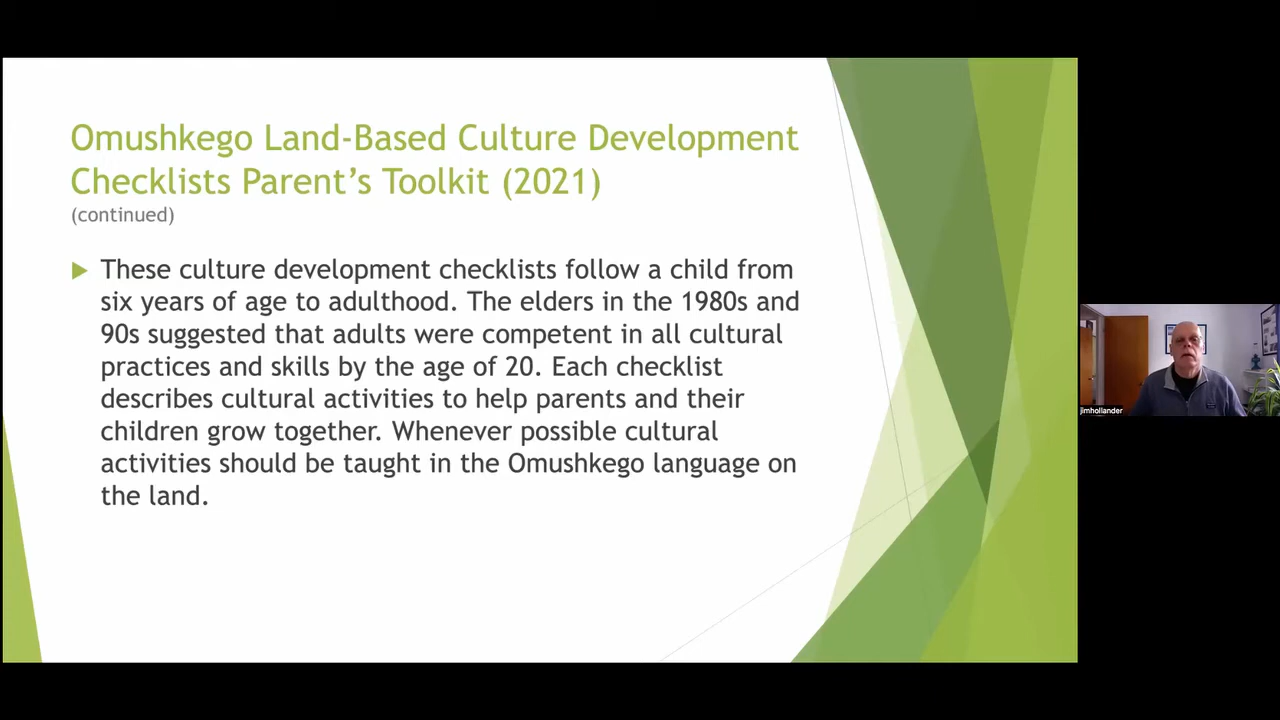 Omushkego Land-Based Culture Development
Checklists Parent’s Toolkit (2021)
(continued)
These culture development checklists follow a child from
six years of age to adulthood. The elders in the 1980s and
90s suggested that adults were competent in all cultural
practices and skills by the age of 20. Each checklist
describes cultural activities to help parents and their
children grow together. Whenever possible cultural
activities should be taught in the Omushkego language on
the land.
jimhollander